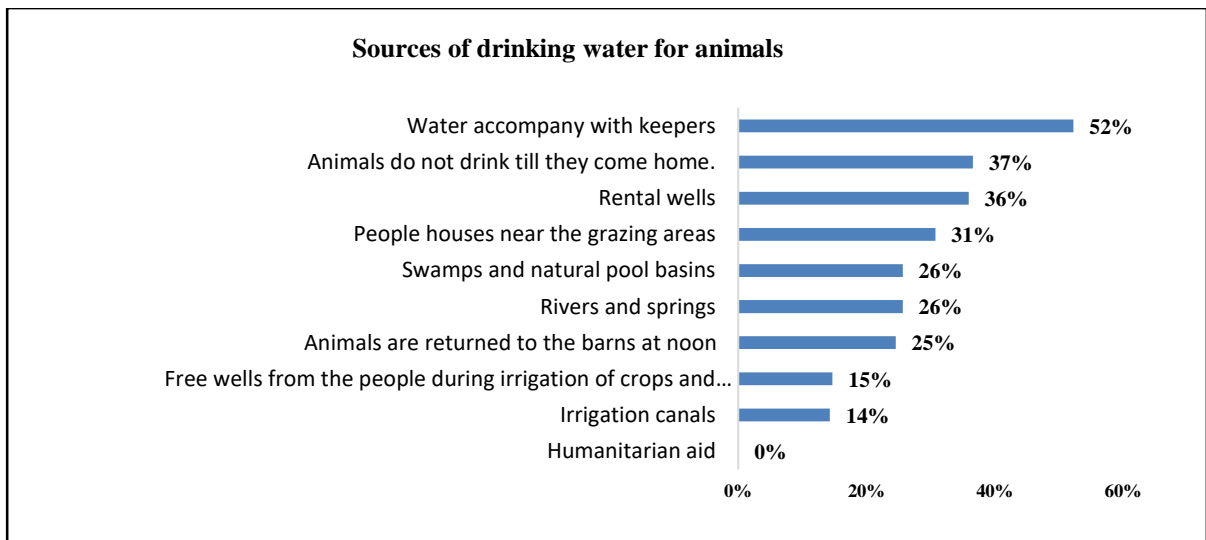 Sources of drinking water for animals
Water accompany with keepers 52%
Animals do not drink till they come home. 37%
Rental wells 36%
People houses near the grazing areas 31%
Swamps and natural pool basins 26%
Rivers and springs 26%
Animals are returned to the barns at noon 25%
Free wells from the people during irrigation of crops and... 15%
Irrigation canals 14%
Humanitarian aid 0%
0% 20% 40% 60%